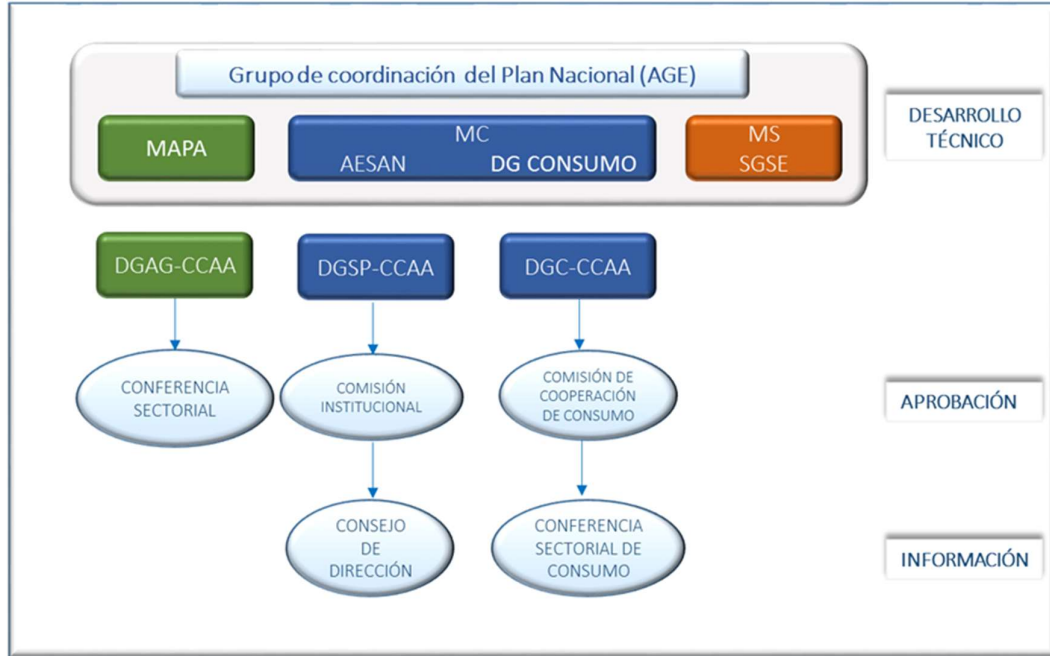 Grupo de coordinación del Plan Nacional (AGE)
MAPA
MC
AESAN DG CONSUMO
MS
SGSE
DESARROLLO
TÉCNICO
DGAG-CCAA
DGSP-CCAA
DGC-CCAA
CONFERENCIA
SECTORIAL
COMISIÓN
INSTITUCIONAL
COMISIÓN DE
COOPERACIÓN
DE CONSUMO
APROBACIÓN
CONSEJO
DE
DIRECCIÓN
CONFERENCIA
SECTORIAL DE
CONSUMO
INFORMACIÓN